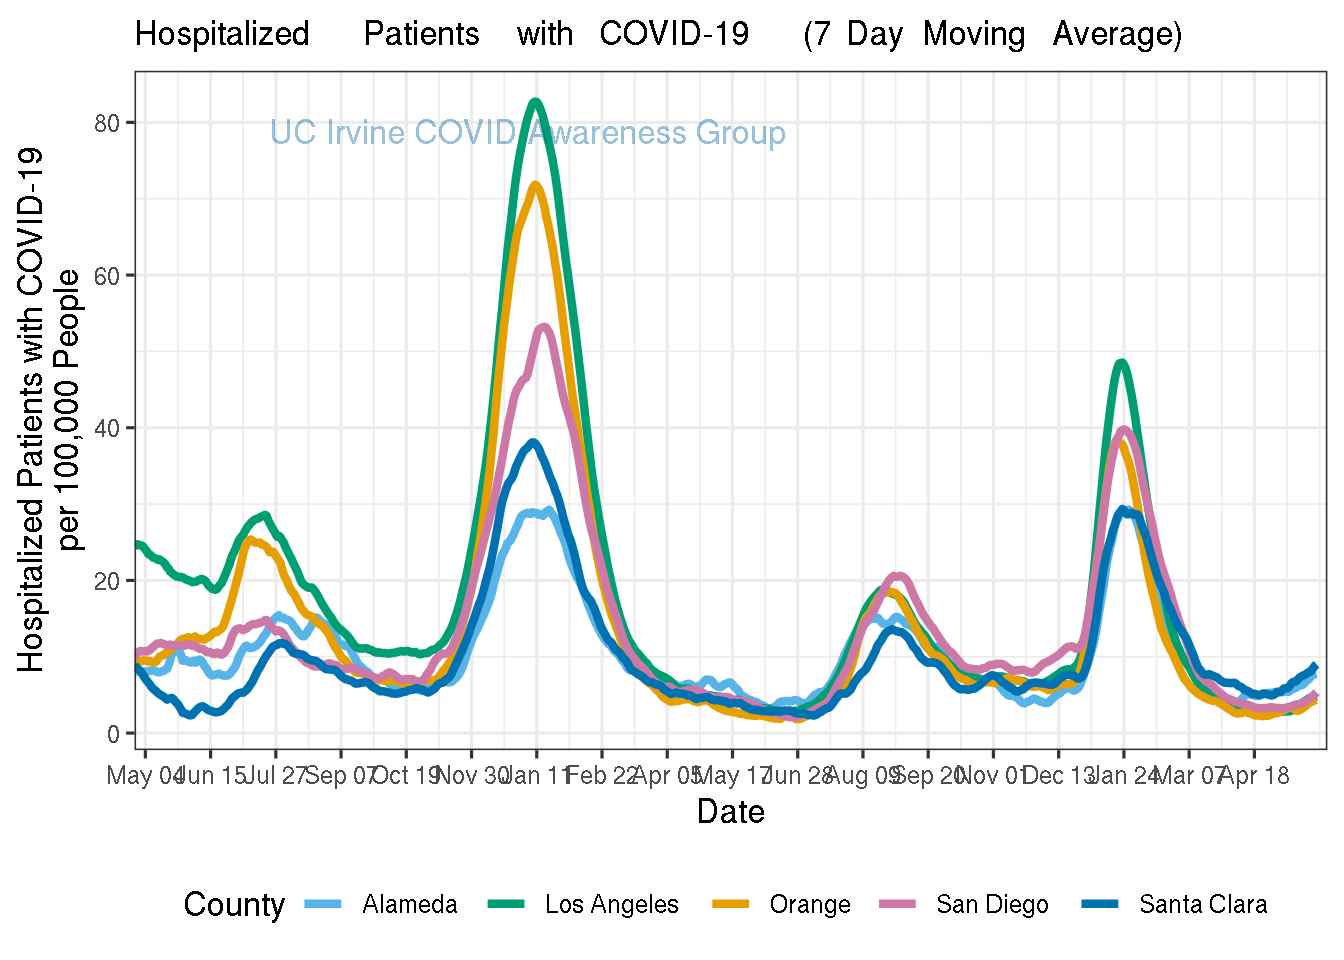 Hospitalized Patients with COVID-19 (7 Day Moving Average)
UC Irvine COVID Awareness Group
Hospitalized Patients with COVID-19
per 100,000 People
80
60
40
20
0
May 04 Jun 15 Jul 27 Sep 07 Oct 19 Nov 30 Jan 11 Feb 22 Apr 05 May 17 Jun 28 Aug 09 Sep 20 Nov 01 Dec 13 Jan 24 Mar 07 Apr 18
Date
County Alameda Los Angeles Orange San Diego Santa Clara